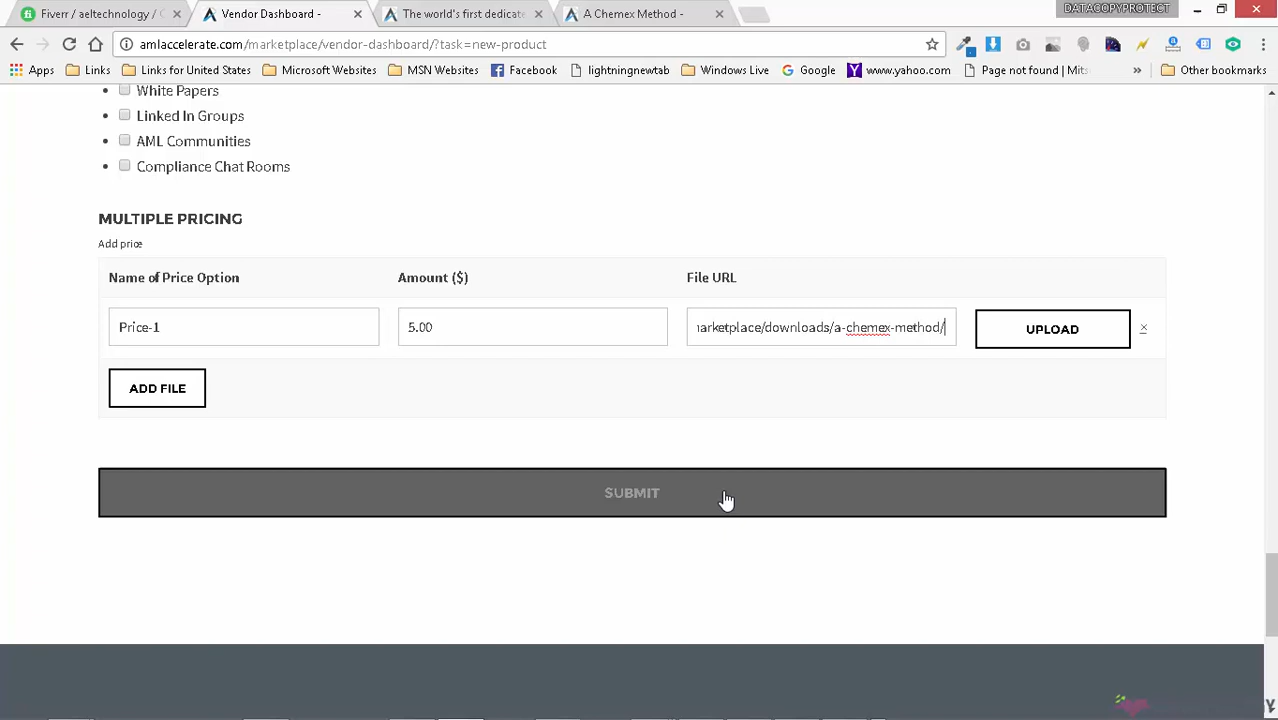 DATACOPYPROTECT
Fiverr / aeltechnology / C
Vendor Dashboard -
The world's first dedicate
A Chemex Method -
amlaccelerate.com/marketplace/vendor-dashboard/?task=new-product
Apps Links Links for United States Microsoft Websites MSN Websites Facebook lightningnewtab Windows Live Google www.yahoo.com Page not found | Mits » Other bookmarks
White Papers
Linked In Groups
AML Communities
Compliance Chat Rooms
MULTIPLE PRICING
Add price
Name of Price Option Amount ($) File URL
Price-1 5.00 arketplace/downloads/a-chemex-method/ UPLOAD ×
ADD FILE
SUBMIT